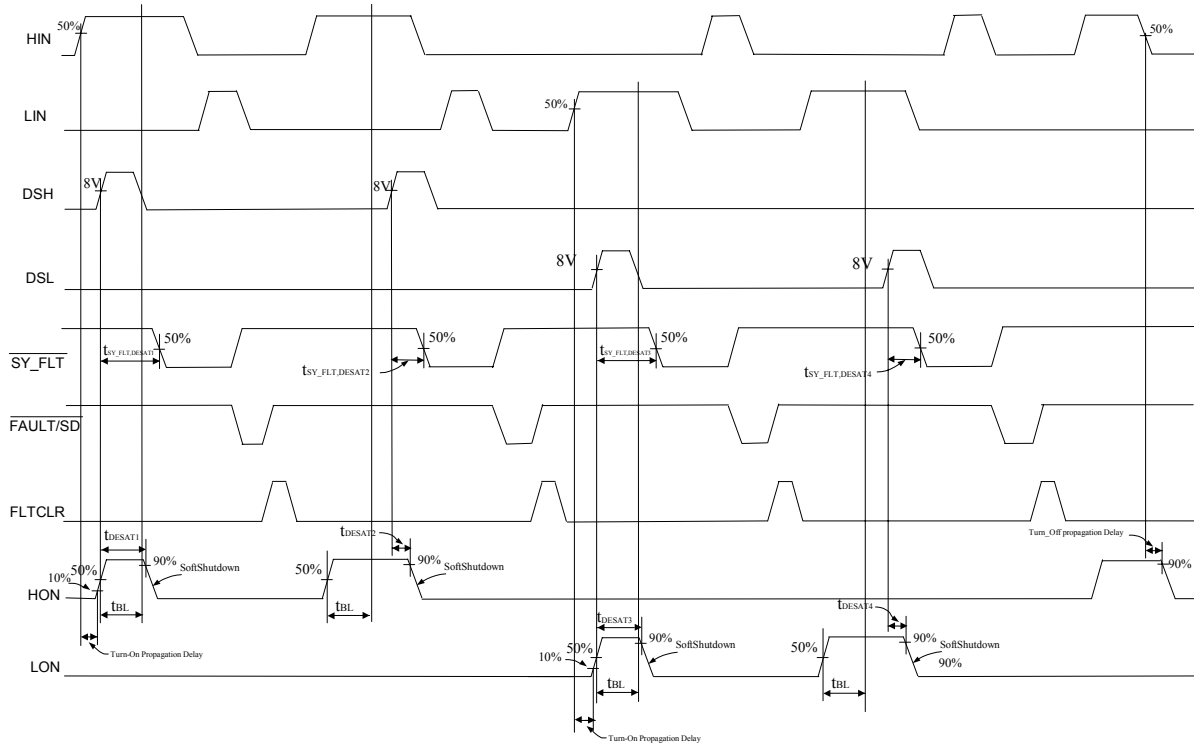 HIN
50%
50%
LIN
50%
DSH
8V
8V
DSL
8V
8V
SY_FLT
50%
50%
50%
50%
tSY_FLT,DESAT1
tSY_FLT,DESAT2
tSY_FLT,DESAT3
tSY_FLT,DESAT4
FAULT/SD
FLTCLR
tDESAT1
tDESAT2
Turn_Off propagation Delay
HON
10%
50%
90%
SoftShutdown
50%
90%
SoftShutdown
90%
tBL
tBL
Turn-On Propagation Delay
tDESAT3
tDESAT4
LON
10%
50%
90%
SoftShutdown
50%
90%
SoftShutdown
90%
tBL
tBL
Turn-On Propagation Delay